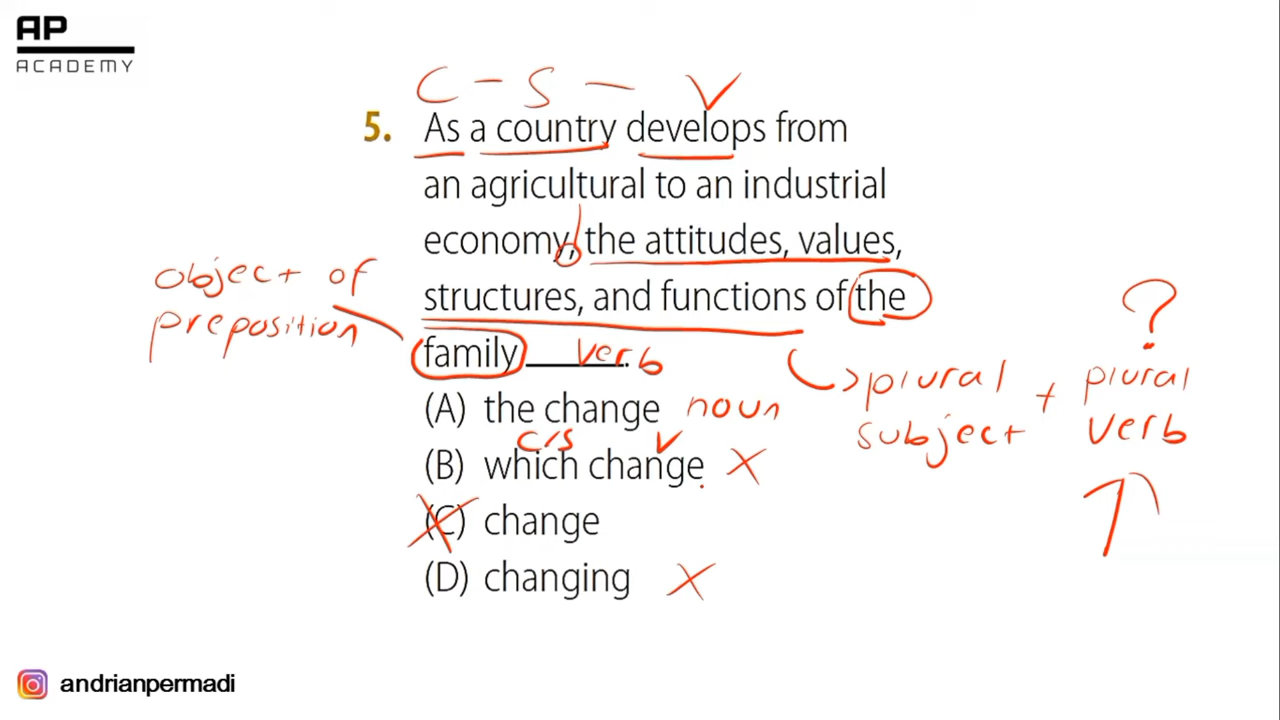 AP
ACADEMY
C - S - V
5. As a country develops from
an agricultural to an industrial
economy, the attitudes, values,
structures, and functions of the
family ______.
verb
object of
preposition
plural
subject
+
?
plural
verb
(A) the change
noun
c/s v
(B) which change
X
(C) change
(D) changing
X
andrianpermadi